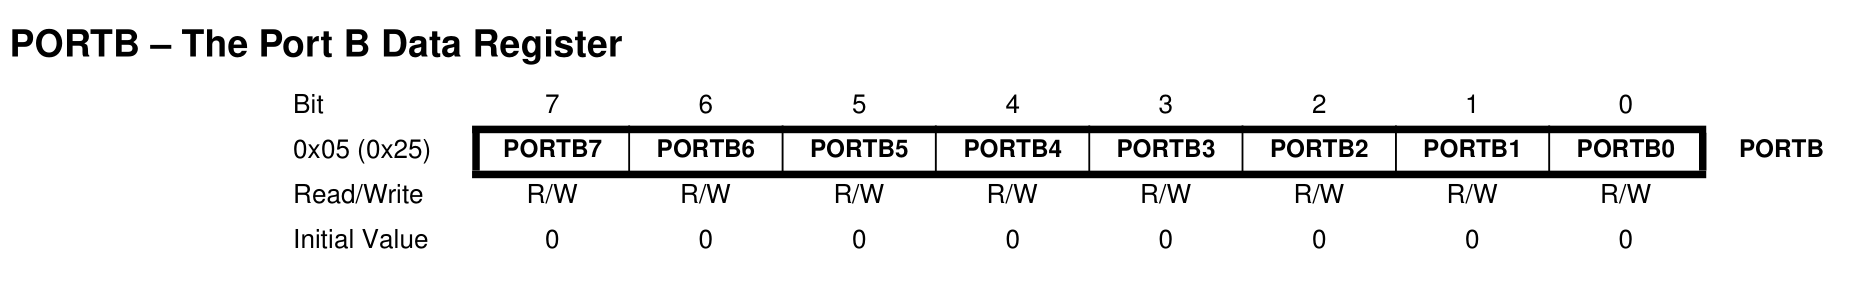 PORTB – The Port B Data Register
Bit 7 6 5 4 3 2 1 0
0x05 (0x25) PORTB7 PORTB6 PORTB5 PORTB4 PORTB3 PORTB2 PORTB1 PORTB0 PORTB
Read/Write R/W R/W R/W R/W R/W R/W R/W R/W
Initial Value 0 0 0 0 0 0 0 0